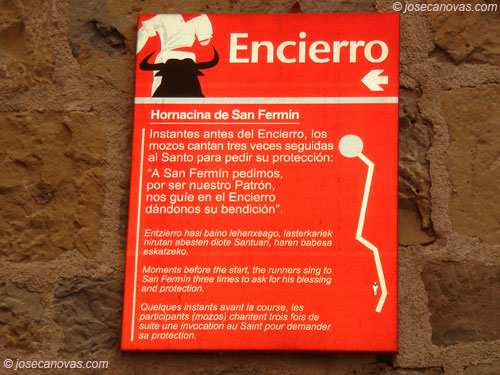 © josecanovas.com
Encierro
Hornacina de San Fermín
Instantes antes del Encierro, los
mozos cantan tres veces seguidas
al Santo para pedir su protección:
"A San Fermín pedimos,
por ser nuestro Patrón,
nos guíe en el Encierro
dándonos su bendición".
Entzierro hasi baino lehenxeago, lasterkariek
hirutan abesten diote Santuari, haren babesa
eskatzeko.
Moments before the start, the runners sing to
San Fermín three times to ask for his blessing
and protection.
Quelques instants avant la course, les
participants (mozos) chantent trois fois de
suite une invocation au Saint pour demander
sa protection.
© josecanovas.com
© josecanovas.com